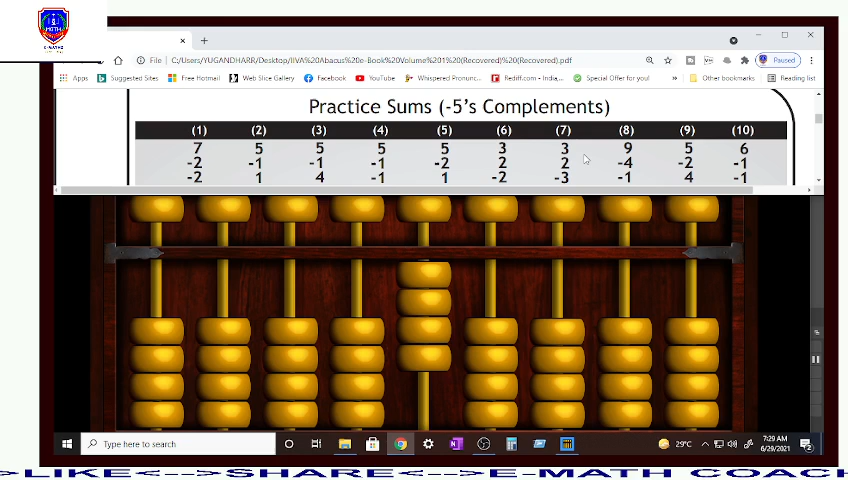 MATH
E-MATHS
File
C:/Users/YUGANDHARR/Desktop/IIVA%20Abacus%20e-Book%20Volume%201%20(Recovered)%20(Recovered).pdf
Paused
Apps Suggested Sites Free Hotmail Web Slice Gallery Facebook YouTube Whispered Pronunc... Rediff.com - India,... Special Offer for you! » Other bookmarks Reading list
Practice Sums (-5's Complements)
(1) (2) (3) (4) (5) (6) (7) (8) (9) (10)
7 5 5 5 5 3 3 9 5 6
-2 -1 -1 -1 -2 2 2 -4 -2 -1
-2 1 4 -1 1 -2 -3 -1 4 -1
Type here to search
29°C
7:29 AM
6/29/2021
2
>LIKE<-->SHARE<-->E-MATH COACH